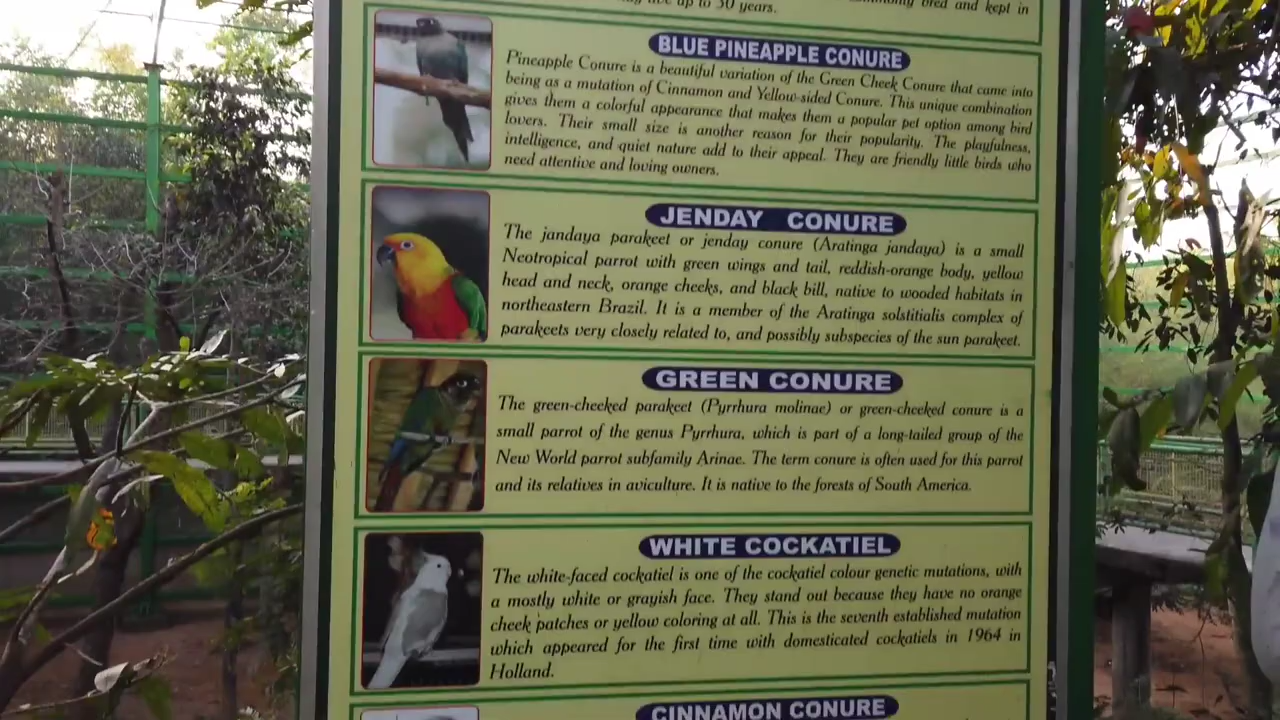 up to 50 years.
bred and kept in
BLUE PINEAPPLE CONURE
Pineapple Conure is a beautiful variation of the Green Cheek Conure that came into
being as a mutation of Cinnamon and Yellow-sided Conure. This unique combination
gives them a colorful appearance that makes them a popular pet option among bird
lovers. Their small size is another reason for their popularity. The playfulness,
intelligence, and quiet nature add to their appeal. They are friendly little birds who
need attentive and loving owners.
JENDAY CONURE
The jandaya parakeet or jenday conure (Aratinga jandaya) is a small
Neotropical parrot with green wings and tail, reddish-orange body, yellow
head and neck, orange cheeks, and black bill, native to wooded habitats in
northeastern Brazil. It is a member of the Aratinga solstitialis complex of
parakeets very closely related to, and possibly subspecies of the sun parakeet.
GREEN CONURE
The green-cheeked parakeet (Pyrrhura molinae) or green-cheeked conure is a
small parrot of the genus Pyrrhura, which is part of a long-tailed group of the
New World parrot subfamily Arinae. The term conure is often used for this parrot
and its relatives in aviculture. It is native to the forests of South America.
WHITE COCKATIEL
The white-faced cockatiel is one of the cockatiel colour genetic mutations, with
a mostly white or grayish face. They stand out because they have no orange
cheek patches or yellow coloring at all. This is the seventh established mutation
which appeared for the first time with domesticated cockatiels in 1964 in
Holland.
CINNAMON CONURE